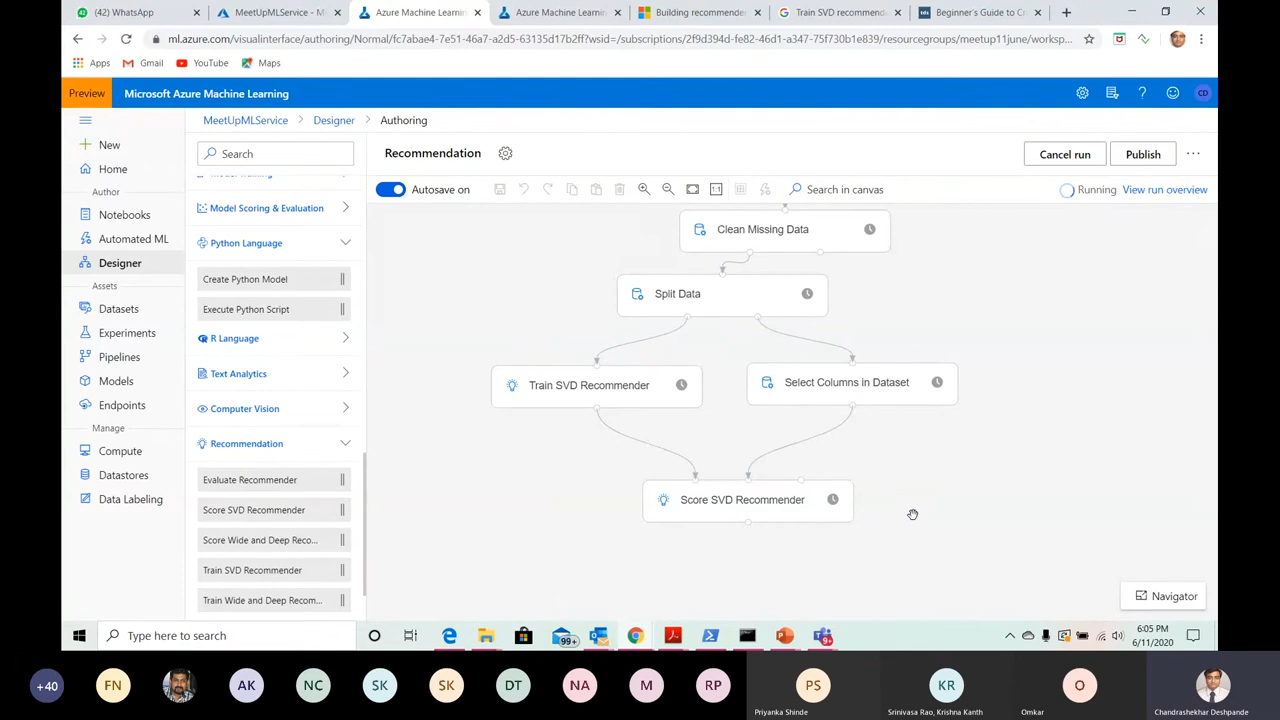 (42) WhatsApp
MeetUpMLService - M
Azure Machine Learnin
Azure Machine Learnin
Building recommende
Train SVD recommend
Beginner's Guide to C
ml.azure.com/visualinterface/authoring/Normal/fc7abae4-7e51-46a7-a2d5-63135d17b2ff?wsid=/subscriptions/2f9d394d-fe82-46d1-a347-75f730b1e839/resourcegroups/meetup11june/worksp...
Apps
Gmail
YouTube
Maps
Preview
Microsoft Azure Machine Learning
CD
MeetUpMLService > Designer > Authoring
New
Home
Author
Notebooks
Automated ML
Designer
Assets
Datasets
Experiments
Pipelines
Models
Endpoints
Manage
Compute
Datastores
Data Labeling
Search
Model Scoring & Evaluation
Python Language
Create Python Model
Execute Python Script
R Language
Text Analytics
Computer Vision
Recommendation
Evaluate Recommender
Score SVD Recommender
Score Wide and Deep Reco...
Train SVD Recommender
Train Wide and Deep Recom...
Recommendation
Cancel run
Publish
Autosave on
Search in canvas
Running
View run overview
Clean Missing Data
Split Data
Train SVD Recommender
Select Columns in Dataset
Score SVD Recommender
Navigator
Type here to search
99+
9+
6:05 PM
6/11/2020
+40
FN
AK
NC
SK
SK
DT
NA
M
RP
PS
KR
O
Priyanka Shinde
Srinivasa Rao, Krishna Kanth
Omkar
Chandrashekhar Deshpande